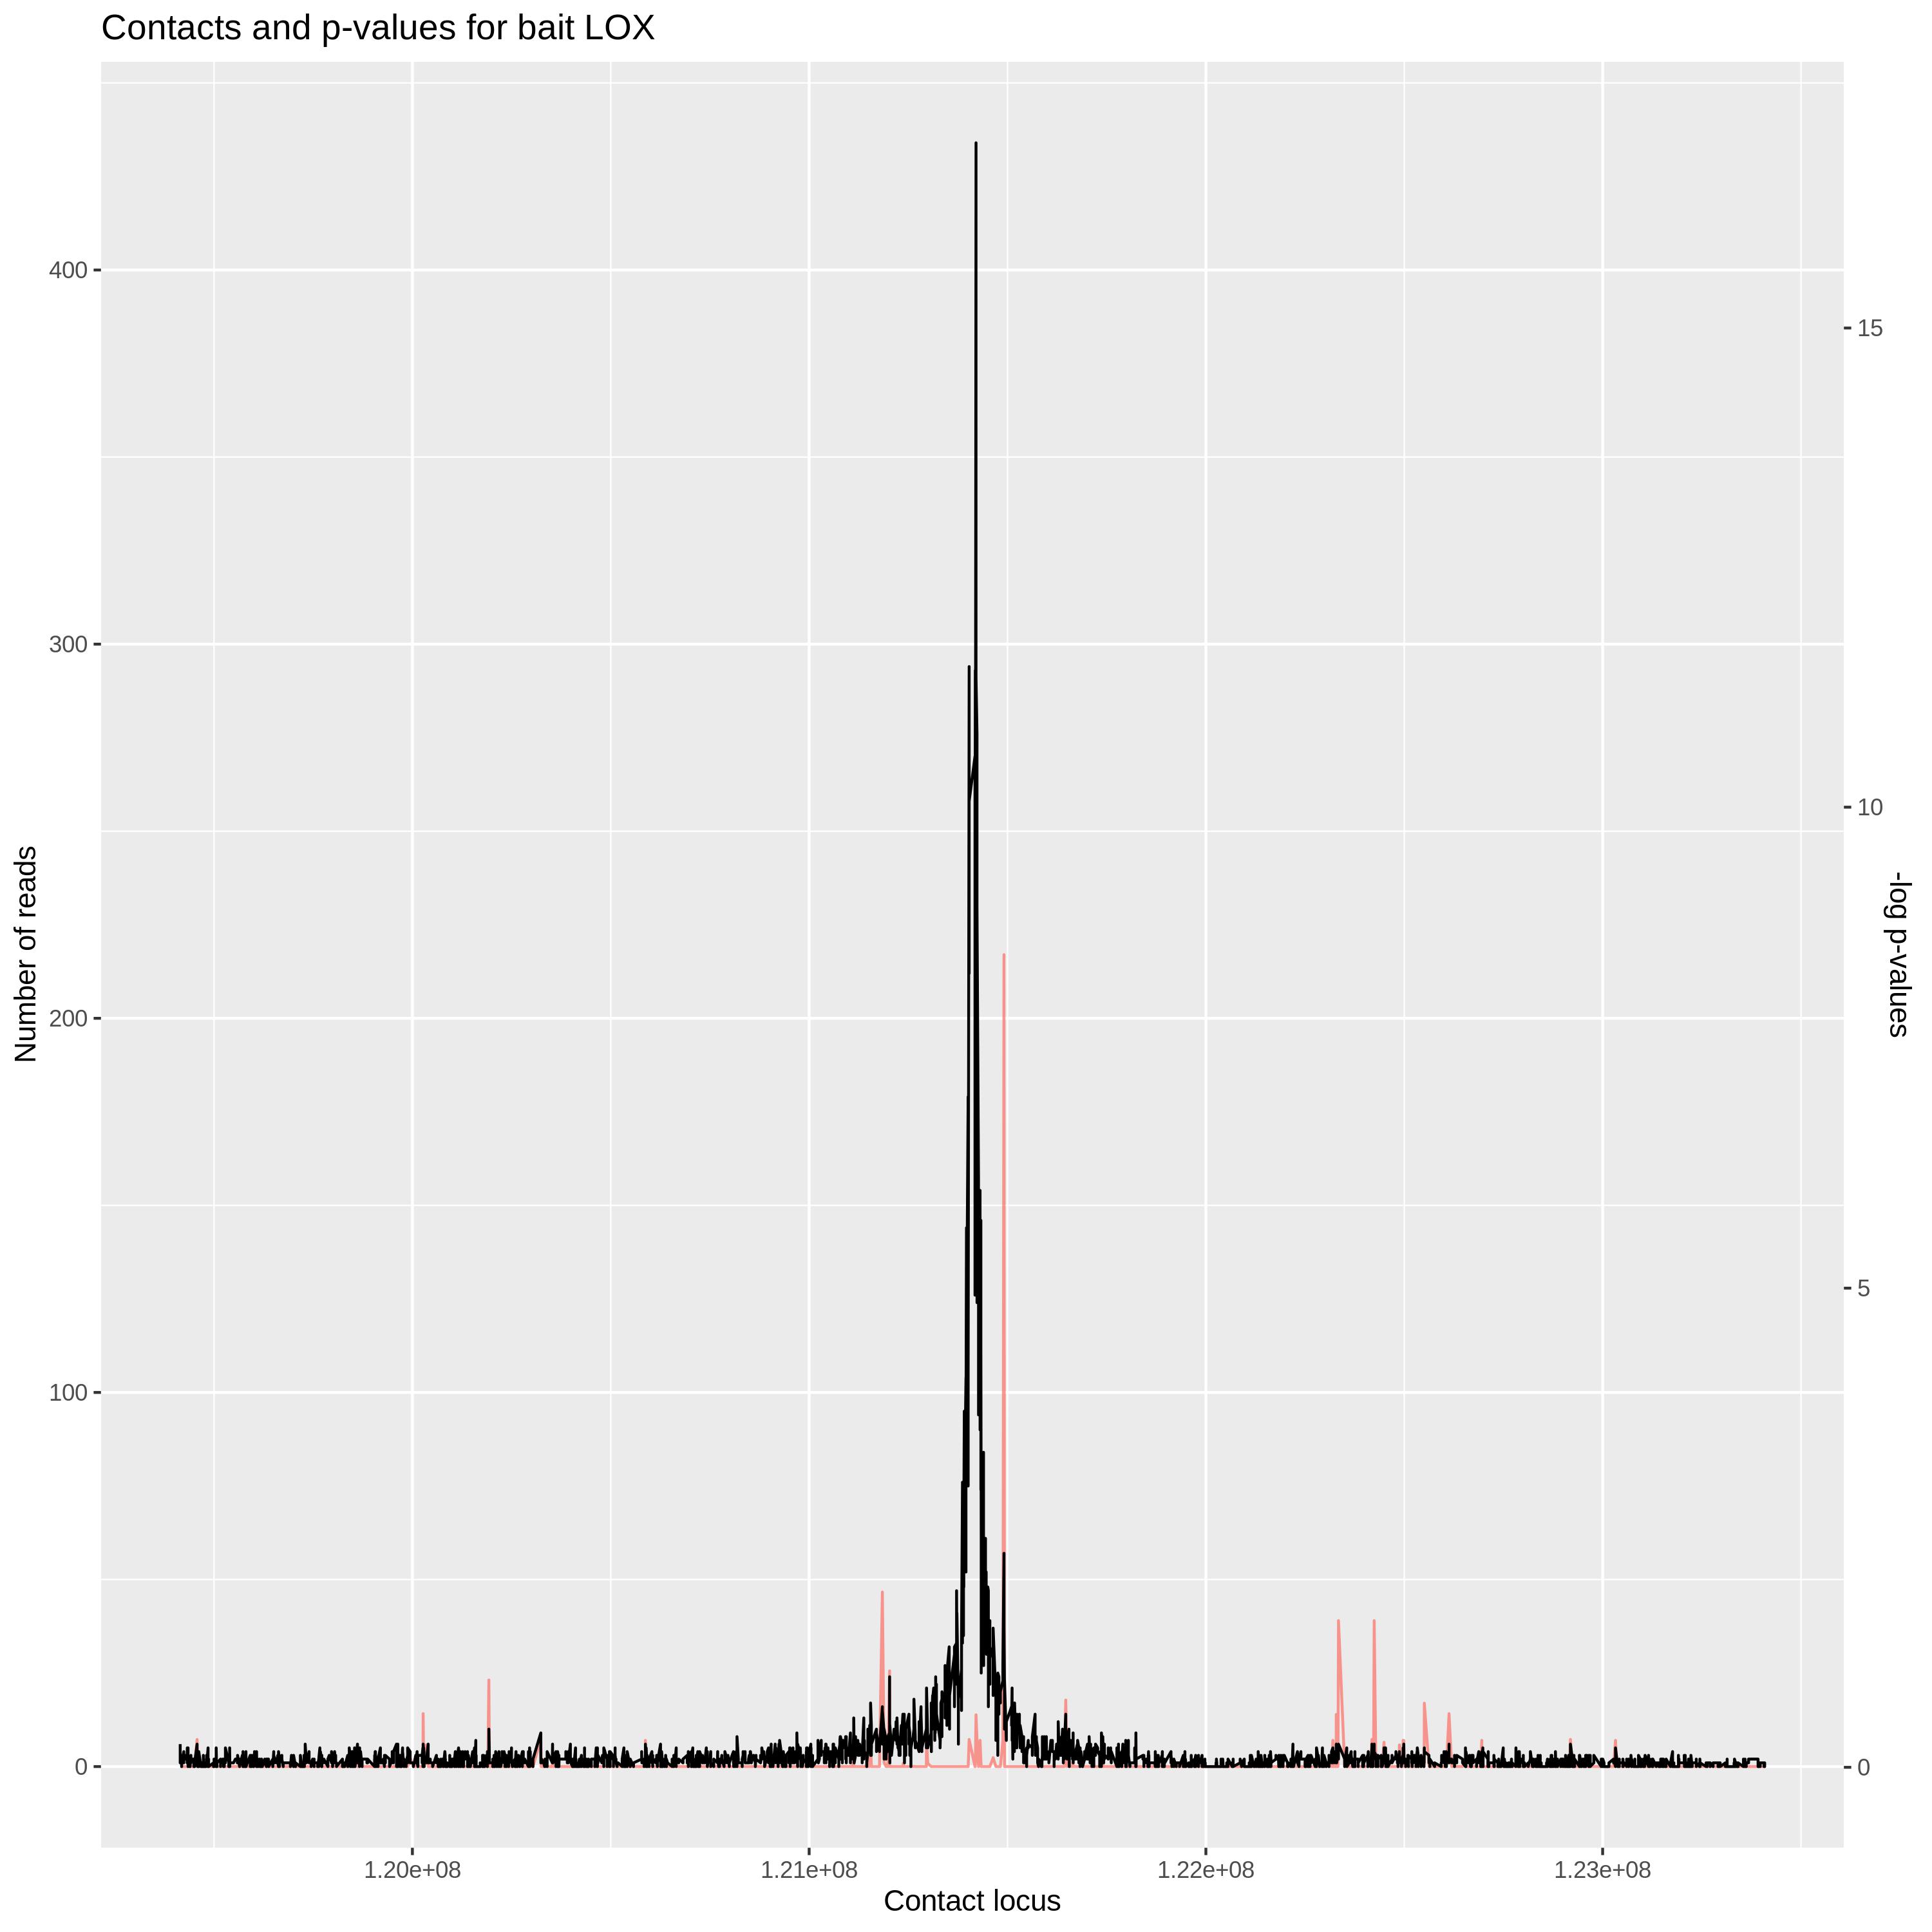 Contacts and p-values for bait LOX
400
300
200
100
0
Number of reads
15
10
5
0
-log p-values
1.20e+08
1.21e+08
1.22e+08
1.23e+08
Contact locus